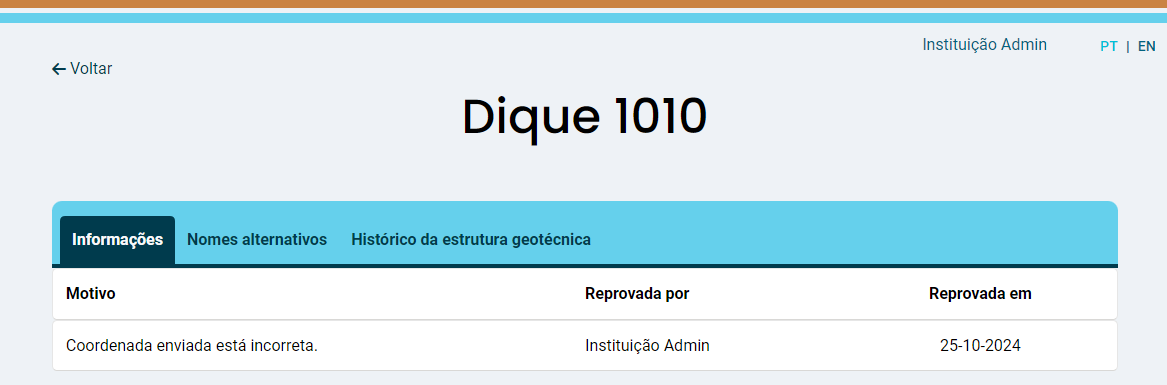 Instituição Admin PT | EN
← Voltar
Dique 1010
Informações Nomes alternativos Histórico da estrutura geotécnica
Motivo Reprovada por Reprovada em
Coordenada enviada está incorreta. Instituição Admin 25-10-2024